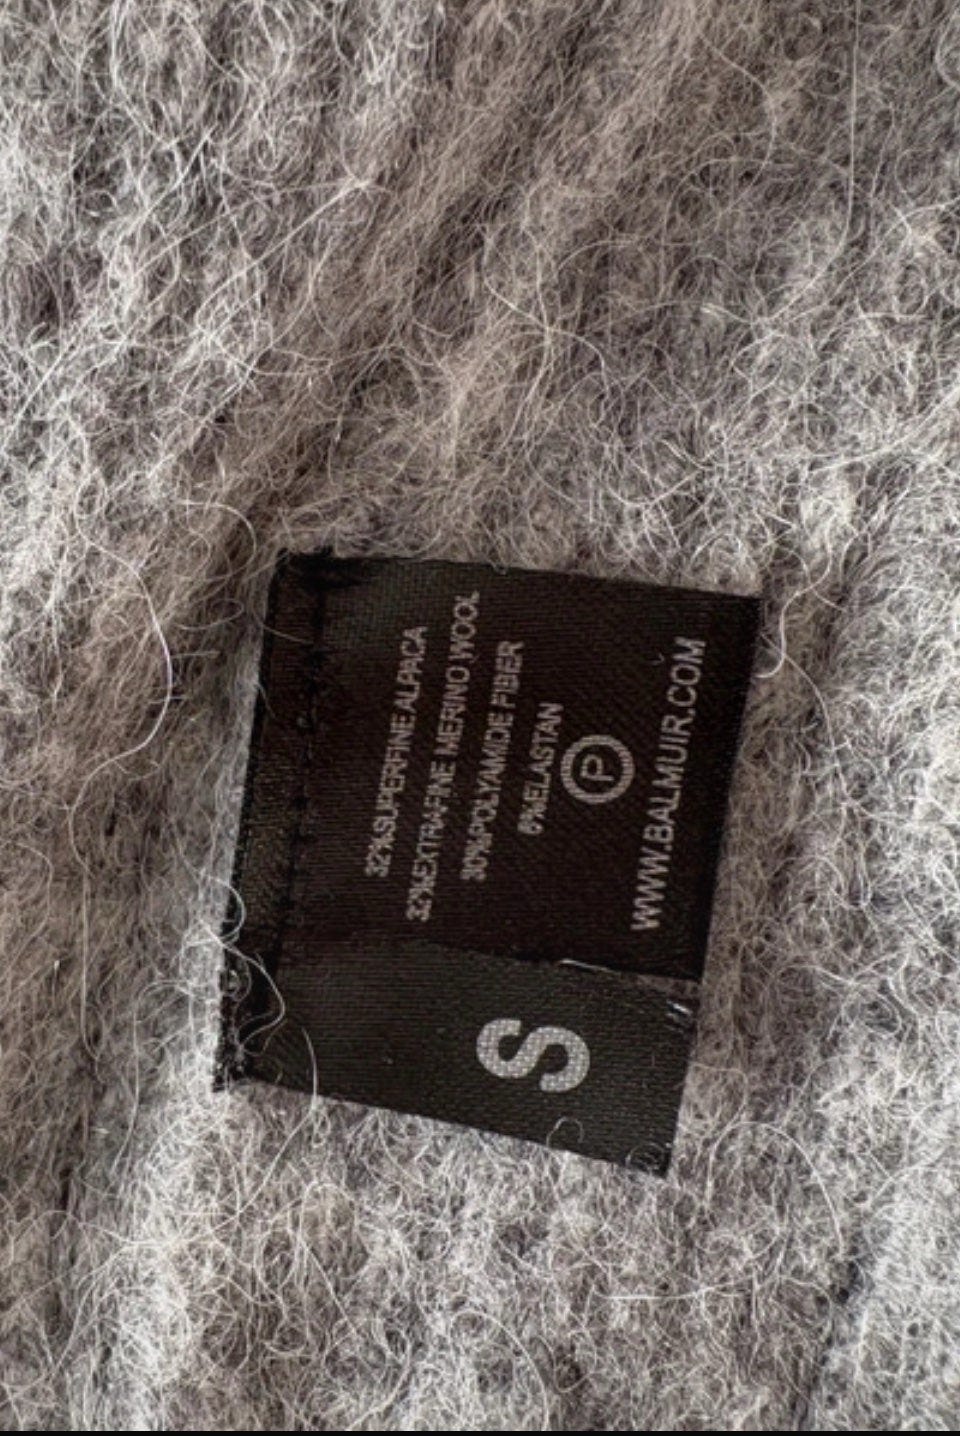 32%SUPERFINE ALPACA
32%EXTRAFINE MERINO WOOL
30%POLYAMIDE FIBER
6%ELASTAN
P
WWW.BALMUIR.COM
S